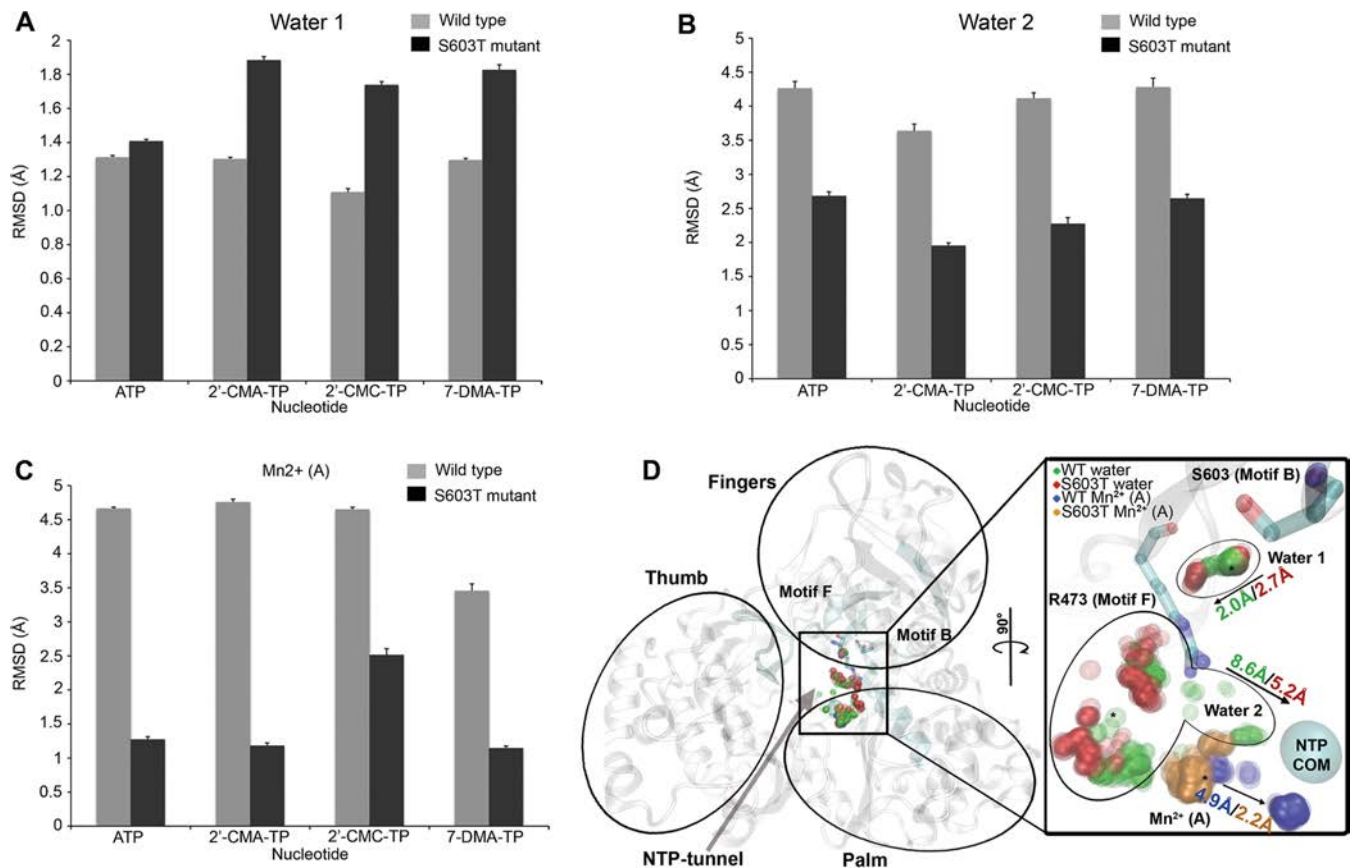 A
Water 1
Wild type
S603T mutant
RMSD (Å)
2
1.8
1.6
1.4
1.2
1.0
0.8
0.6
0.4
0.2
0
ATP 2'-CMA-TP 2'-CMC-TP 7-DMA-TP
Nucleotide
B
Water 2
Wild type
S603T mutant
RMSD (Å)
4.5
4
3.5
3
2.5
2
1.5
1
0.5
0
ATP 2'-CMA-TP 2'-CMC-TP 7-DMA-TP
Nucleotide
C
Mn2+ (A)
Wild type
S603T mutant
RMSD (Å)
5
4.5
4
3.5
3
2.5
2
1.5
1
0.5
0
ATP 2'-CMA-TP 2'-CMC-TP 7-DMA-TP
Nucleotide
D
Fingers
Thumb
Motif F
Motif B
NTP-tunnel
Palm
90°
WT water
S603T water
WT Mn²⁺ (A)
S603T Mn²⁺ (A)
S603 (Motif B)
*
Water 1
2.0Å/2.7Å
R473 (Motif F)
8.6Å/5.2Å
*
Water 2
NTP
COM
*
4.9Å/2.2Å
Mn²⁺ (A)